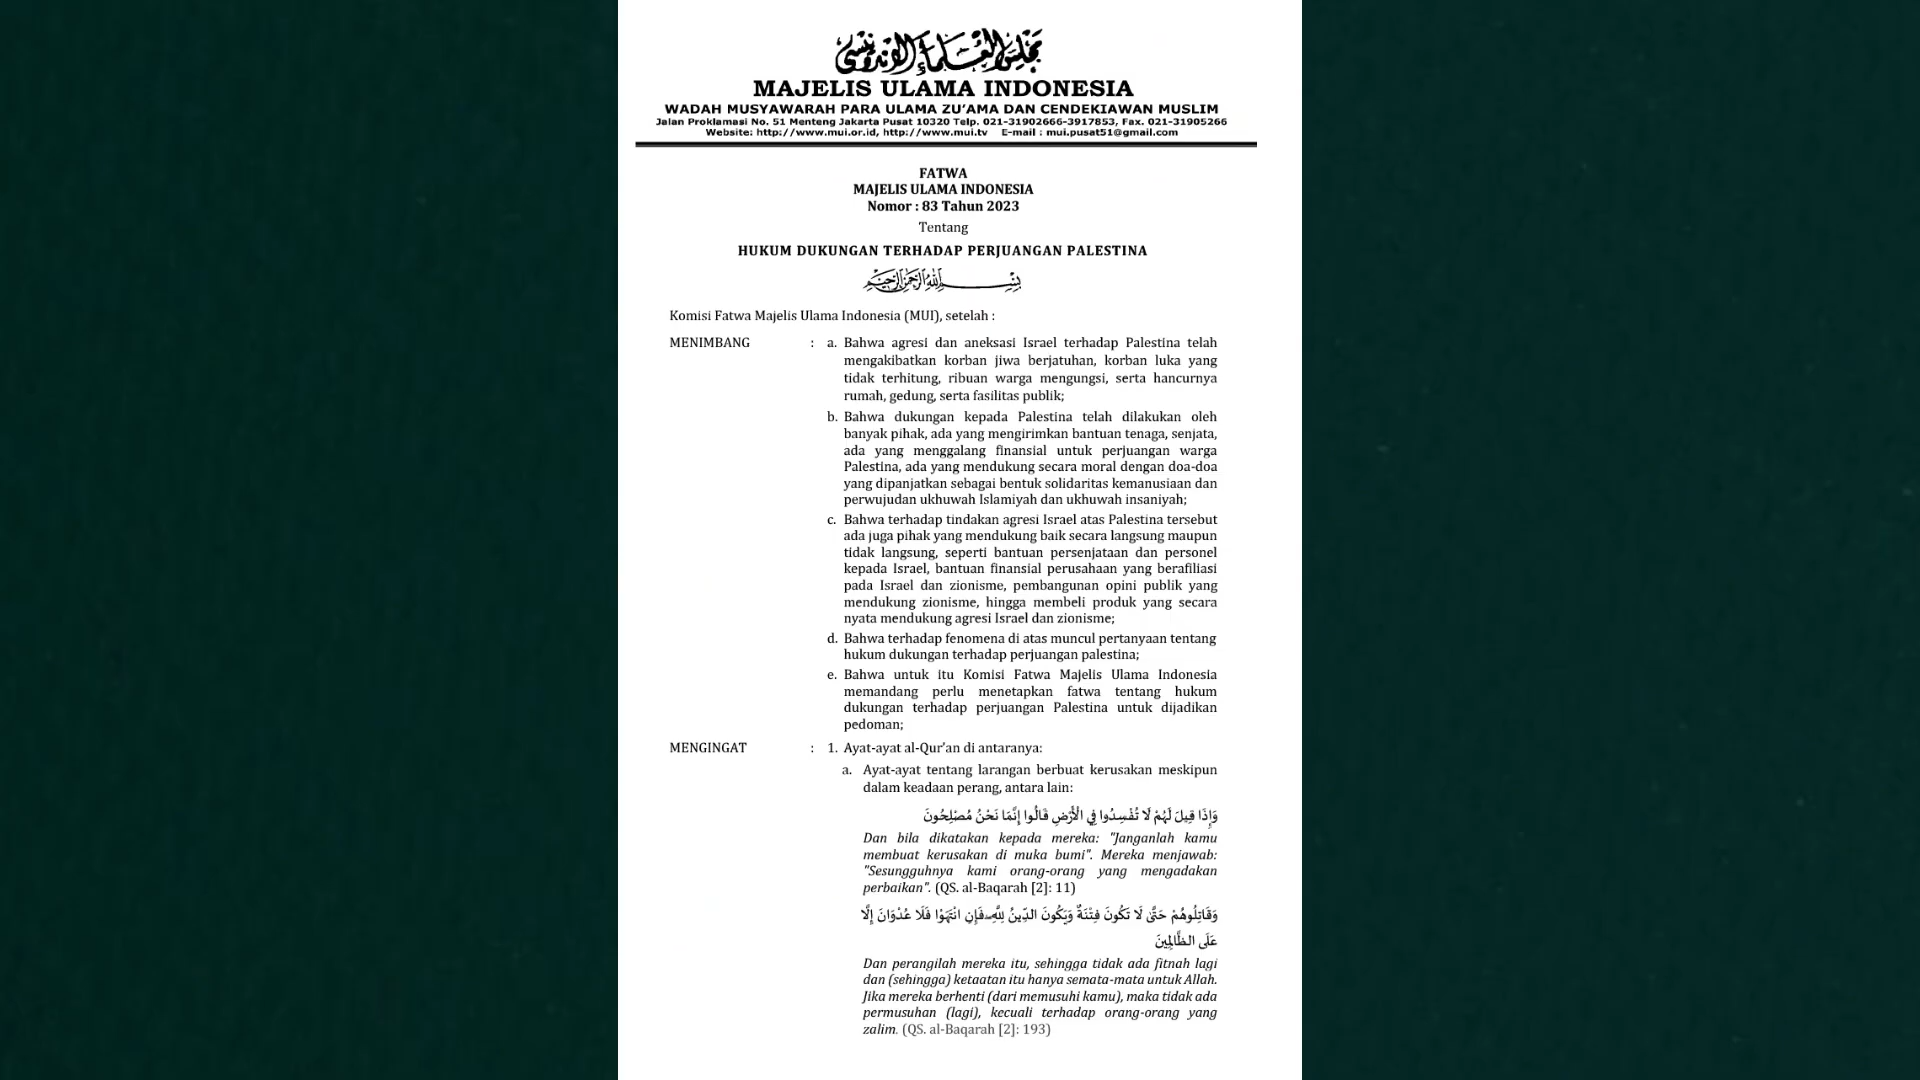 مجلس العلماء الإندونيسي
MAJELIS ULAMA INDONESIA
WADAH MUSYAWARAH PARA ULAMA ZU'AMA DAN CENDEKIAWAN MUSLIM
Jalan Proklamasi No. 51 Menteng Jakarta Pusat 10320 Telp. 021-31902666-3917853, Fax. 021-31905266
Website: http://www.mui.or.id, http://www.mui.tv E-mail : mui.pusat51@gmail.com
FATWA
MAJELIS ULAMA INDONESIA
Nomor : 83 Tahun 2023
Tentang
HUKUM DUKUNGAN TERHADAP PERJUANGAN PALESTINA
بِسْمِ اللهِ الرَّحْمٰنِ الرَّحِيْمِ
Komisi Fatwa Majelis Ulama Indonesia (MUI), setelah :
MENIMBANG : a. Bahwa agresi dan aneksasi Israel terhadap Palestina telah
mengakibatkan korban jiwa berjatuhan, korban luka yang
tidak terhitung, ribuan warga mengungsi, serta hancurnya
rumah, gedung, serta fasilitas publik;
b. Bahwa dukungan kepada Palestina telah dilakukan oleh
banyak pihak, ada yang mengirimkan bantuan tenaga, senjata,
ada yang menggalang finansial untuk perjuangan warga
Palestina, ada yang mendukung secara moral dengan doa-doa
yang dipanjatkan sebagai bentuk solidaritas kemanusiaan dan
perwujudan ukhuwah Islamiyah dan ukhuwah insaniyah;
c. Bahwa terhadap tindakan agresi Israel atas Palestina tersebut
ada juga pihak yang mendukung baik secara langsung maupun
tidak langsung, seperti bantuan persenjataan dan personel
kepada Israel, bantuan finansial perusahaan yang berafiliasi
pada Israel dan zionisme, pembangunan opini publik yang
mendukung zionisme, hingga membeli produk yang secara
nyata mendukung agresi Israel dan zionisme;
d. Bahwa terhadap fenomena di atas muncul pertanyaan tentang
hukum dukungan terhadap perjuangan palestina;
e. Bahwa untuk itu Komisi Fatwa Majelis Ulama Indonesia
memandang perlu menetapkan fatwa tentang hukum
dukungan terhadap perjuangan Palestina untuk dijadikan
pedoman;
MENGINGAT : 1. Ayat-ayat al-Qur'an di antaranya:
a. Ayat-ayat tentang larangan berbuat kerusakan meskipun
dalam keadaan perang, antara lain:
وَإِذَا قِيلَ لَهُمْ لَا تُفْسِدُوا فِي الْأَرْضِ قَالُوا إِنَّمَا نَحْنُ مُصْلِحُونَ
Dan bila dikatakan kepada mereka: "Janganlah kamu
membuat kerusakan di muka bumi". Mereka menjawab:
"Sesungguhnya kami orang-orang yang mengadakan
perbaikan". (QS. al-Baqarah [2]: 11)
وَقَاتِلُوهُمْ حَتَّىٰ لَا تَكُونَ فِتْنَةٌ وَيَكُونَ الدِّينُ لِلَّهِ فَإِنِ انْتَهَوْا فَلَا عُدْوَانَ إِلَّا
عَلَى الظَّالِمِينَ
Dan perangilah mereka itu, sehingga tidak ada fitnah lagi
dan (sehingga) ketaatan itu hanya semata-mata untuk Allah.
Jika mereka berhenti (dari memusuhi kamu), maka tidak ada
permusuhan (lagi), kecuali terhadap orang-orang yang
zalim. (QS. al-Baqarah [2]: 193)